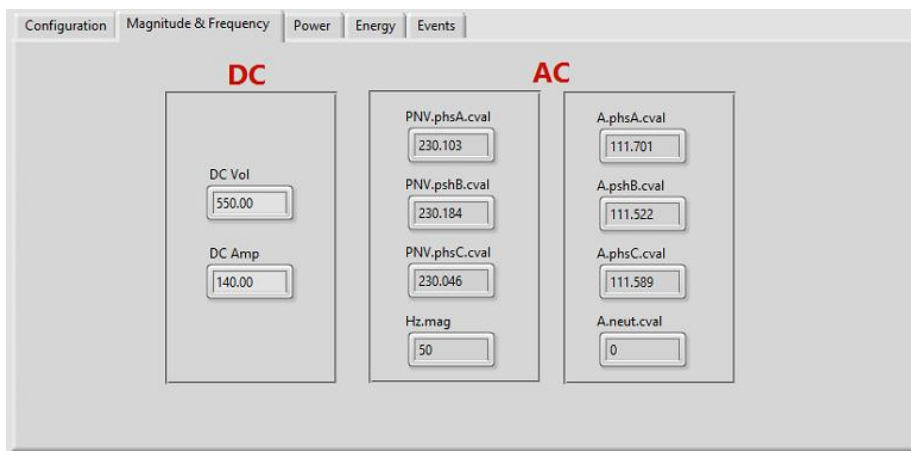 Configuration Magnitude & Frequency Power Energy Events
DC
DC Vol
550.00
DC Amp
140.00
AC
PNV.phsA.cval
230.103
PNV.pshB.cval
230.184
PNV.phsC.cval
230.046
Hz.mag
50
A.phsA.cval
111.701
A.pshB.cval
111.522
A.phsC.cval
111.589
A.neut.cval
0